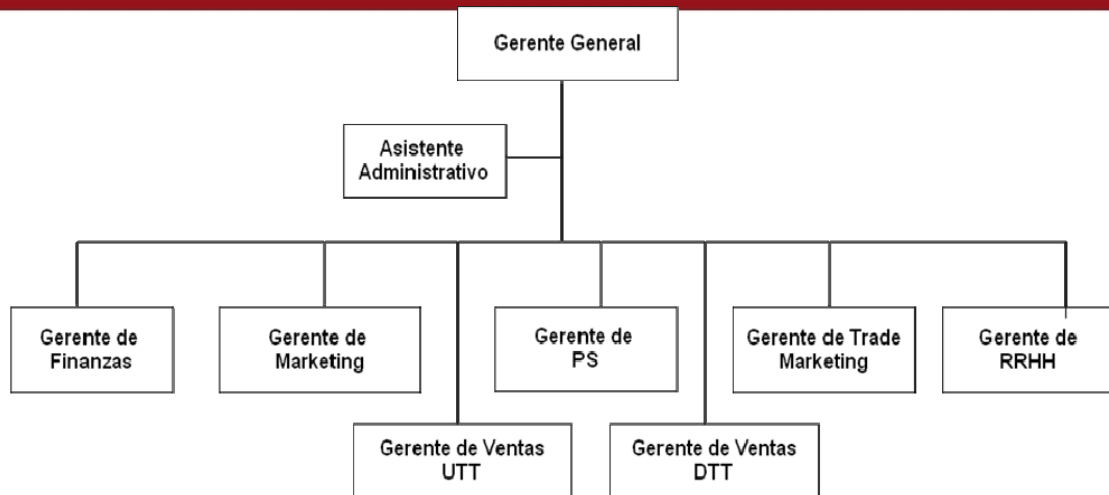 Gerente General
Asistente
Administrativo
Gerente de
Finanzas
Gerente de
Marketing
Gerente de
PS
Gerente de Trade
Marketing
Gerente de
RRHH
Gerente de Ventas
UTT
Gerente de Ventas
DTT